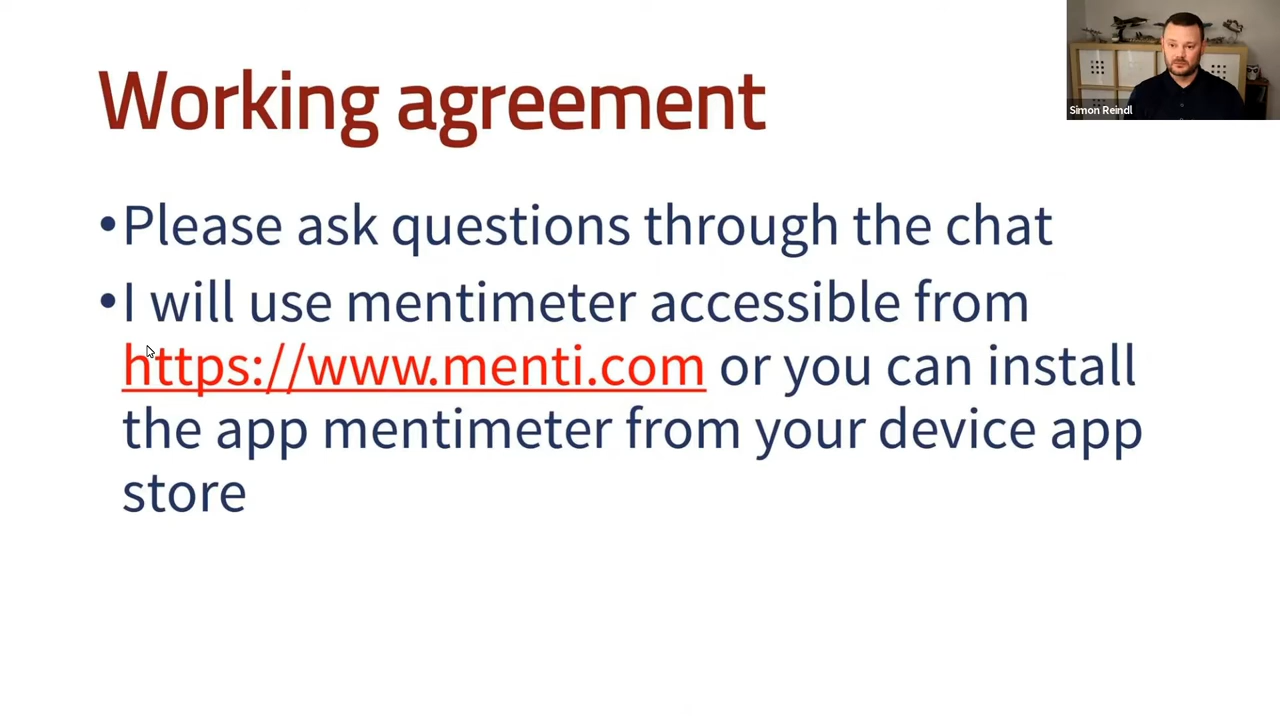 Working agreement
Simon Reindl
•Please ask questions through the chat
•I will use mentimeter accessible from
https://www.menti.com or you can install
the app mentimeter from your device app
store